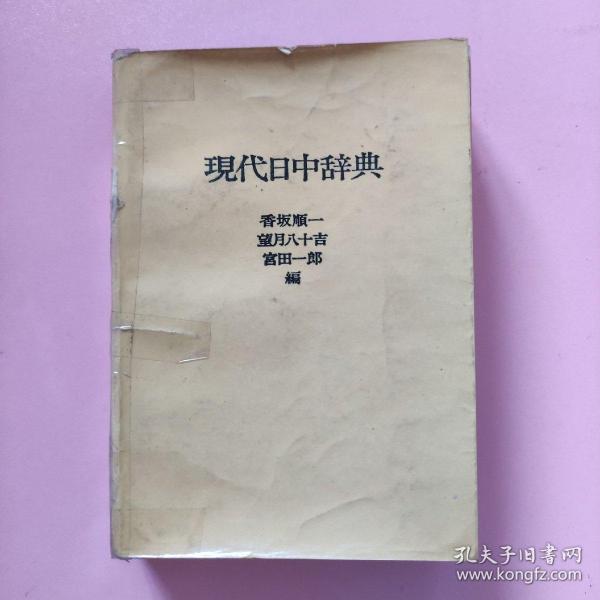 現代日中辞典
香坂順一
望月八十吉
宮田一郎
編
孔夫子旧書网
www.kongfz.com